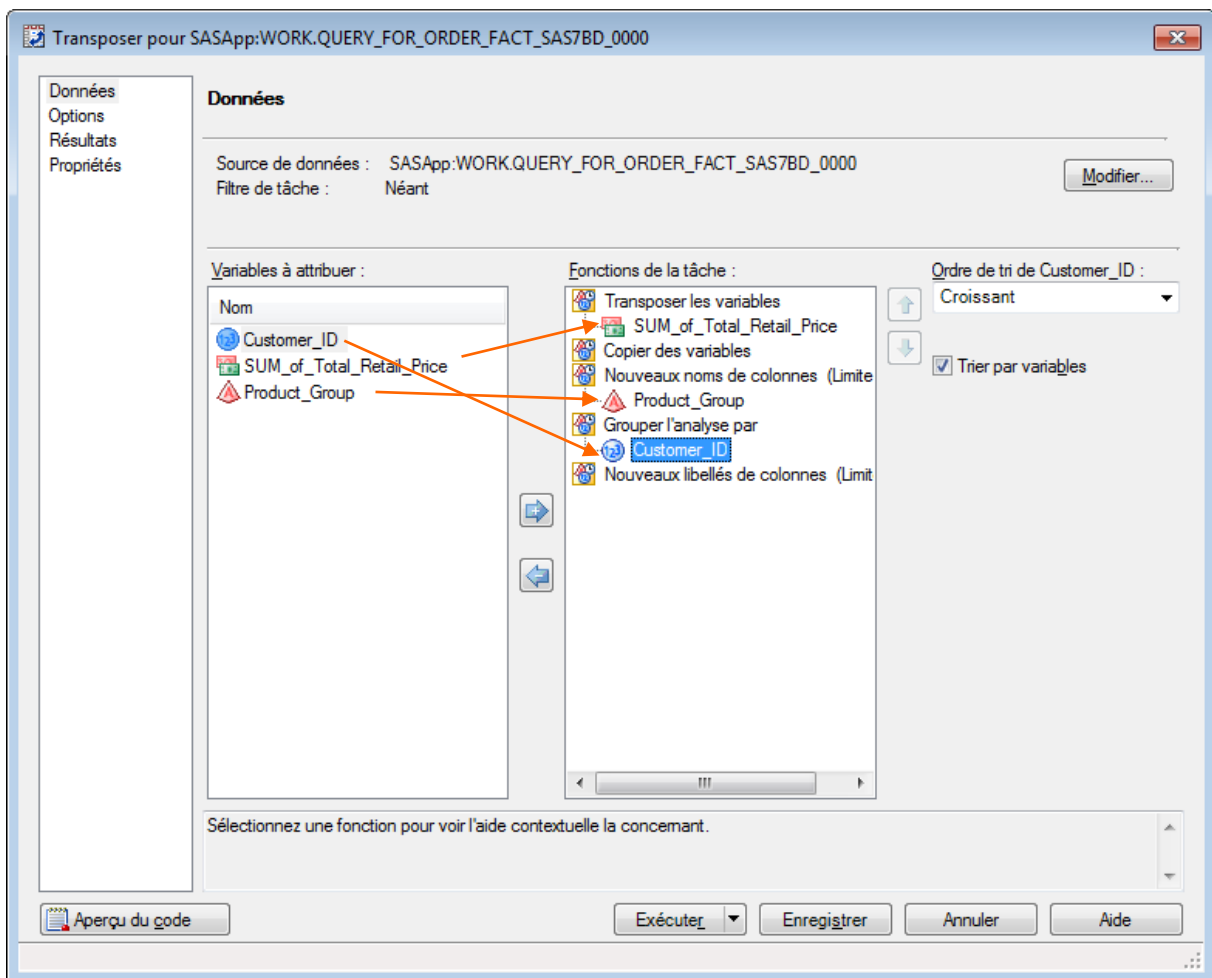 Transposer pour SASApp:WORK.QUERY_FOR_ORDER_FACT_SAS7BD_0000
Données
Options
Résultats
Propriétés
Données
Source de données : SASApp:WORK.QUERY_FOR_ORDER_FACT_SAS7BD_0000
Filtre de tâche : Néant
Modifier...
Variables à attribuer :
Nom
Customer_ID
SUM_of_Total_Retail_Price
Product_Group
Fonctions de la tâche :
Transposer les variables
SUM_of_Total_Retail_Price
Copier des variables
Nouveaux noms de colonnes (Limite
Product_Group
Grouper l'analyse par
Customer_ID
Nouveaux libellés de colonnes (Limit
Ordre de tri de Customer_ID :
Croissant
Trier par variables
Sélectionnez une fonction pour voir l'aide contextuelle la concernant.
Aperçu du code
Exécuter
Enregistrer
Annuler
Aide